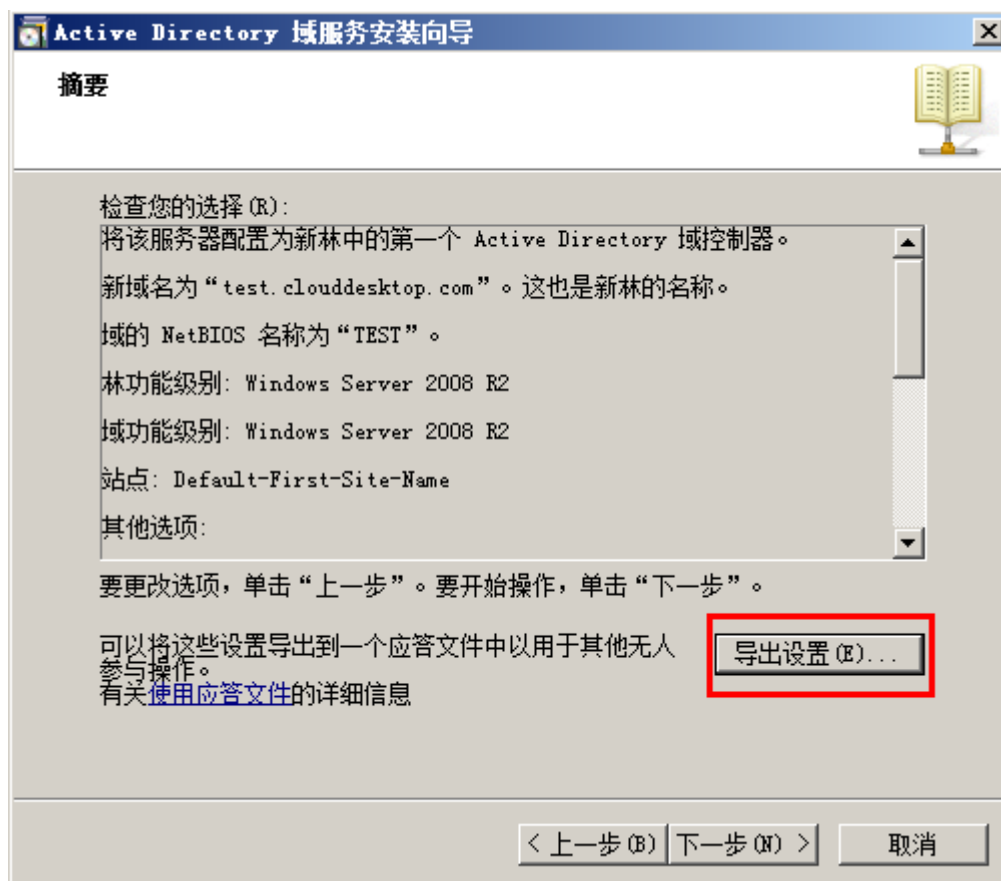 Active Directory 域服务安装向导
摘要
检查您的选择(R):
将该服务器配置为新林中的第一个 Active Directory 域控制器。
新域名为“test.clouddesktop.com”。这也是新林的名称。
域的 NetBIOS 名称为“TEST”。
林功能级别: Windows Server 2008 R2
域功能级别: Windows Server 2008 R2
站点: Default-First-Site-Name
其他选项:
要更改选项，单击“上一步”。要开始操作，单击“下一步”。
可以将这些设置导出到一个应答文件中以用于其他无人
参与操作。
有关使用应答文件的详细信息
导出设置(E)...
< 上一步(B) 下一步(N) > 取消